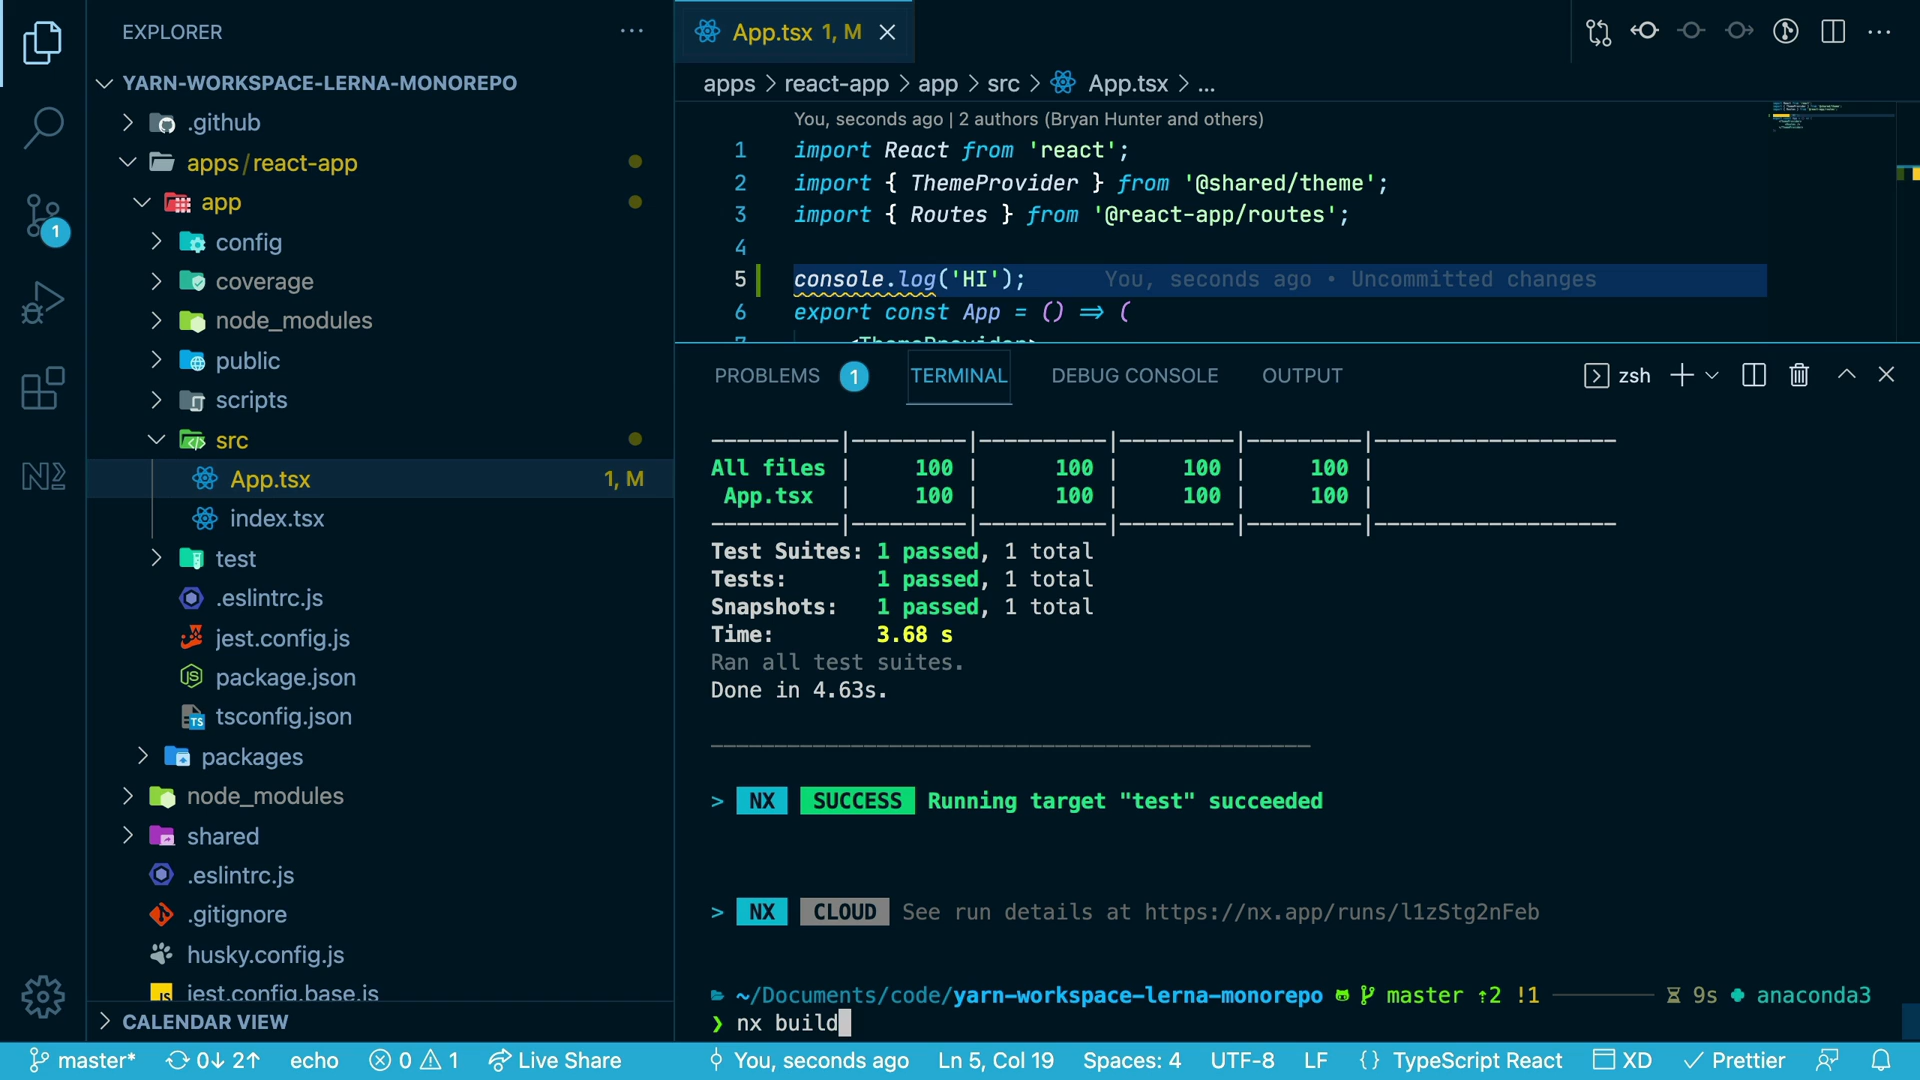 EXPLORER
YARN-WORKSPACE-LERNA-MONOREPO
.github
apps/react-app
app
config
coverage
node_modules
public
scripts
src
App.tsx 1, M
index.tsx
test
.eslintrc.js
jest.config.js
package.json
tsconfig.json
packages
node_modules
shared
.eslintrc.js
.gitignore
husky.config.js
jest.config.base.js
CALENDAR VIEW
1
App.tsx 1, M
apps > react-app > app > src > App.tsx > ...
You, seconds ago | 2 authors (Bryan Hunter and others)
1 import React from 'react';
2 import { ThemeProvider } from '@shared/theme';
3 import { Routes } from '@react-app/routes';
4
5 console.log('HI'); You, seconds ago • Uncommitted changes
6 export const App = () => (
7 <ThemeProvider>
PROBLEMS 1 TERMINAL DEBUG CONSOLE OUTPUT zsh
All files | 100 | 100 | 100 | 100 |
App.tsx | 100 | 100 | 100 | 100 |
Test Suites: 1 passed, 1 total
Tests: 1 passed, 1 total
Snapshots: 1 passed, 1 total
Time: 3.68 s
Ran all test suites.
Done in 4.63s.
> NX SUCCESS Running target "test" succeeded
> NX CLOUD See run details at https://nx.app/runs/l1zStg2nFeb
~/Documents/code/yarn-workspace-lerna-monorepo master ⇡2 !1 9s anaconda3
❯ nx build
master* 0↓ 2↑ echo 0 1 Live Share You, seconds ago Ln 5, Col 19 Spaces: 4 UTF-8 LF {} TypeScript React XD Prettier